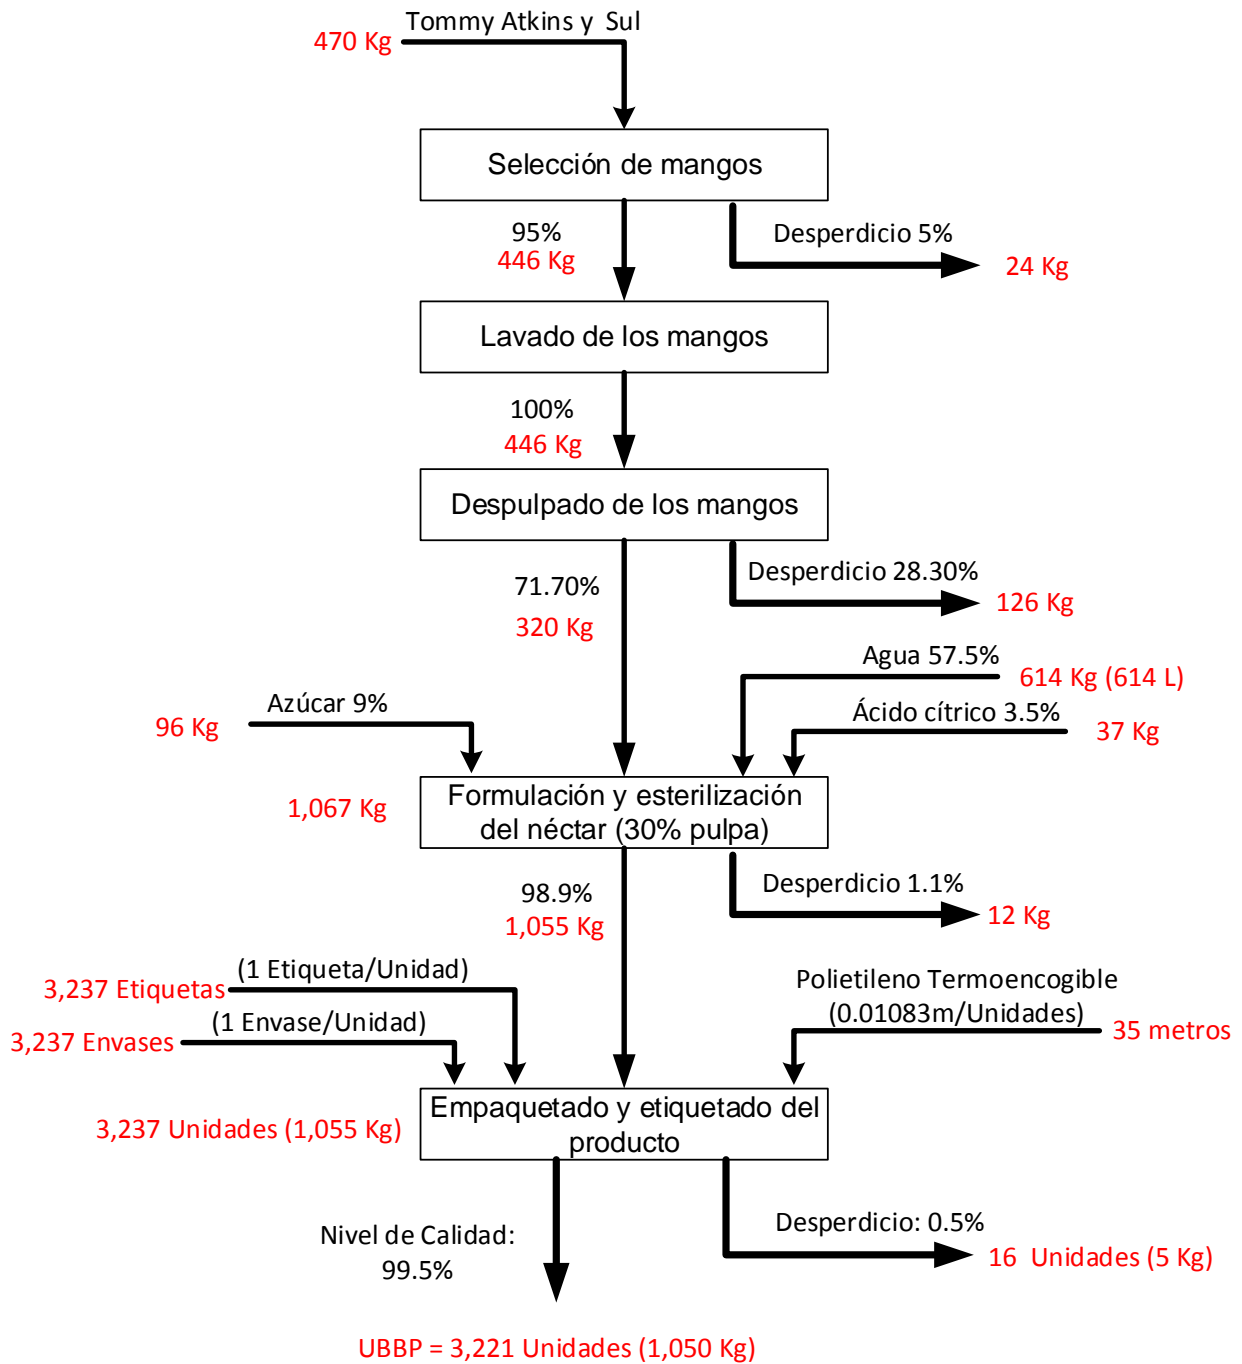 Tommy Atkins y  Sul
470 Kg
Selección de mangos
95%
446 Kg
Desperdicio 5%
24 Kg
Lavado de los mangos
100%
446 Kg
Despulpado de los mangos
71.70%
320 Kg
Desperdicio 28.30%
126 Kg
Agua 57.5%
614 Kg (614 L)
Azúcar 9%
96 Kg
Ácido cítrico 3.5%
37 Kg
1,067 Kg
Formulación y esterilización
del néctar (30% pulpa)
98.9%
1,055 Kg
Desperdicio 1.1%
12 Kg
(1 Etiqueta/Unidad)
3,237 Etiquetas
(1 Envase/Unidad)
3,237 Envases
Polietileno Termoencogible
(0.01083m/Unidades)
35 metros
3,237 Unidades (1,055 Kg)
Empaquetado y etiquetado del
producto
Nivel de Calidad:
99.5%
Desperdicio: 0.5%
16  Unidades (5 Kg)
UBBP = 3,221 Unidades (1,050 Kg)